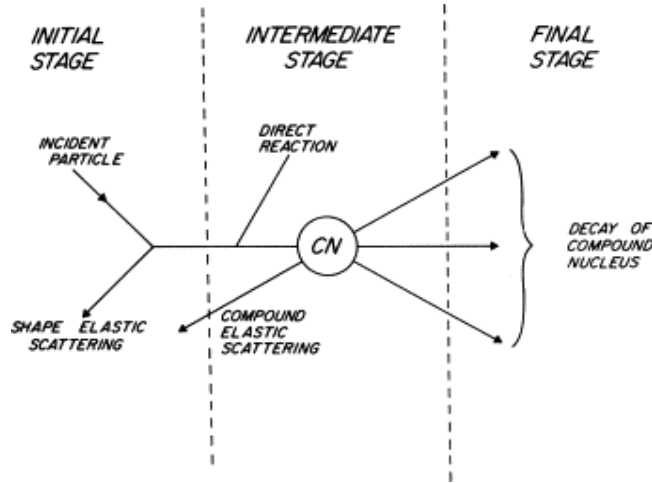 INITIAL
STAGE
INTERMEDIATE
STAGE
FINAL
STAGE
INCIDENT
PARTICLE
DIRECT
REACTION
CN
DECAY OF
COMPOUND
NUCLEUS
SHAPE ELASTIC
SCATTERING
COMPOUND
ELASTIC
SCATTERING